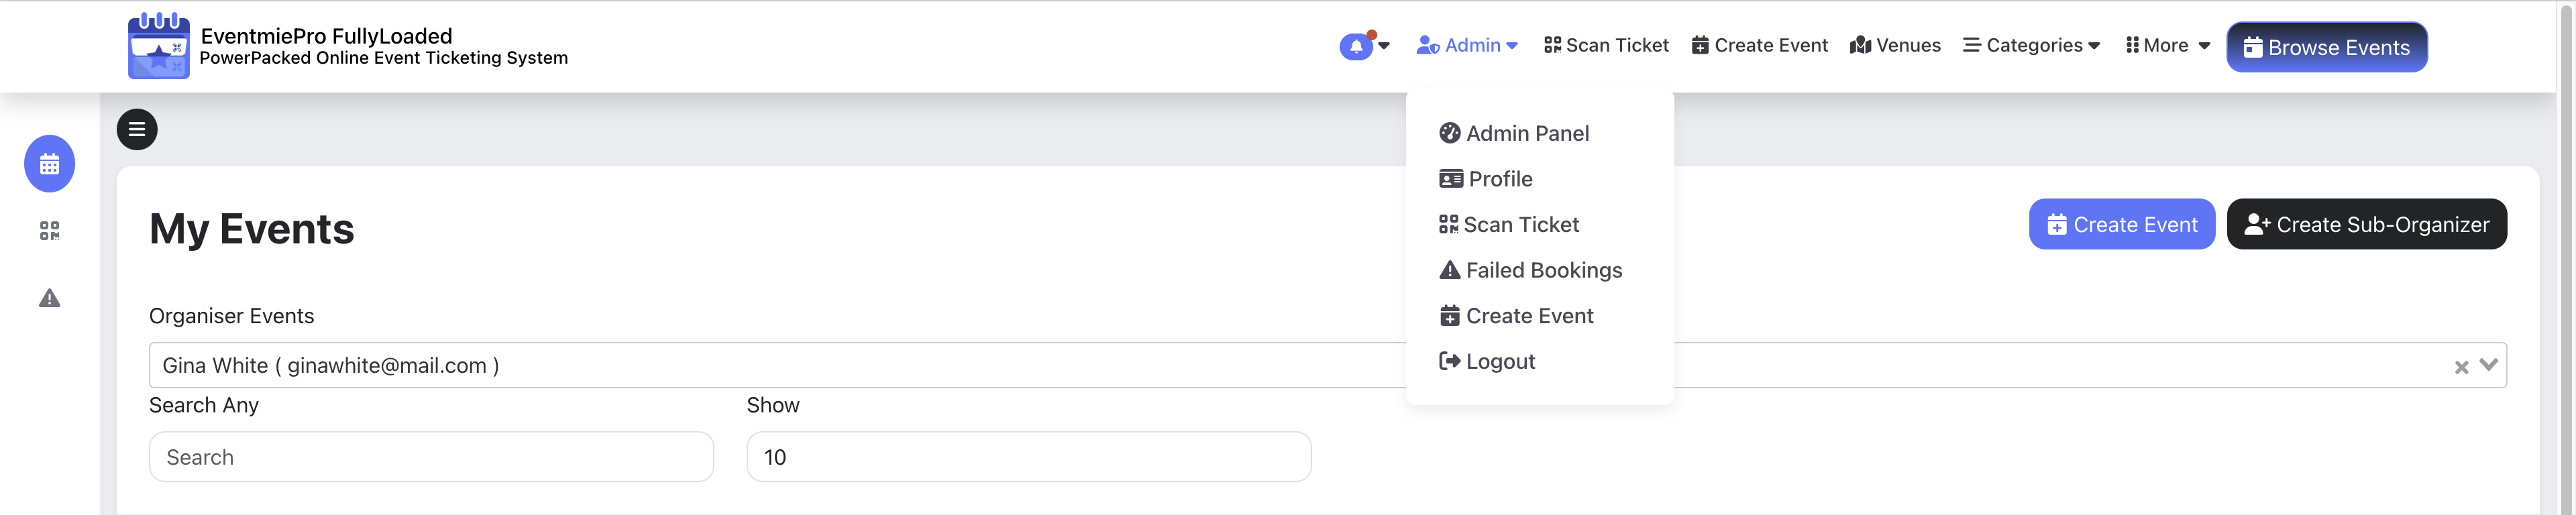 EventmiePro FullyLoaded
PowerPacked Online Event Ticketing System
Admin
Scan Ticket
Create Event
Venues
Categories
More
Browse Events
Admin Panel
Profile
Scan Ticket
Failed Bookings
Create Event
Logout
My Events
Create Event
Create Sub-Organizer
Organiser Events
Gina White ( ginawhite@mail.com )
Search Any
Show
Search
10